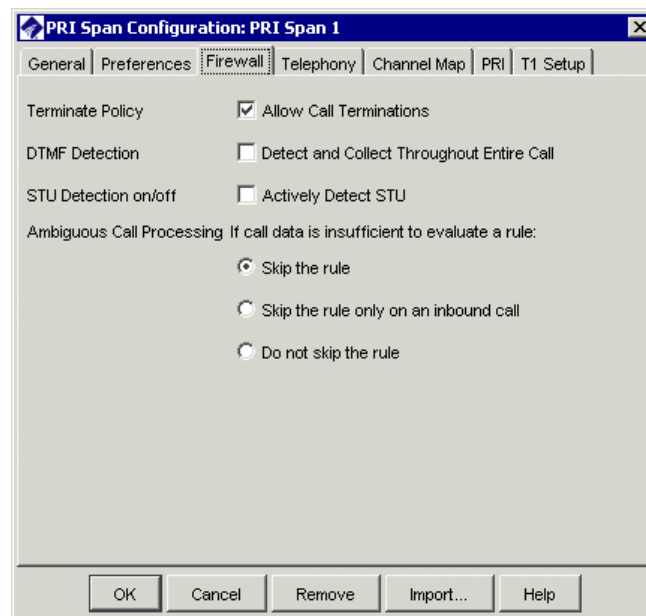 PRI Span Configuration: PRI Span 1
General Preferences Firewall Telephony Channel Map PRI T1 Setup
Terminate Policy Allow Call Terminations
DTMF Detection Detect and Collect Throughout Entire Call
STU Detection on/off Actively Detect STU
Ambiguous Call Processing If call data is insufficient to evaluate a rule:
Skip the rule
Skip the rule only on an inbound call
Do not skip the rule
OK Cancel Remove Import... Help